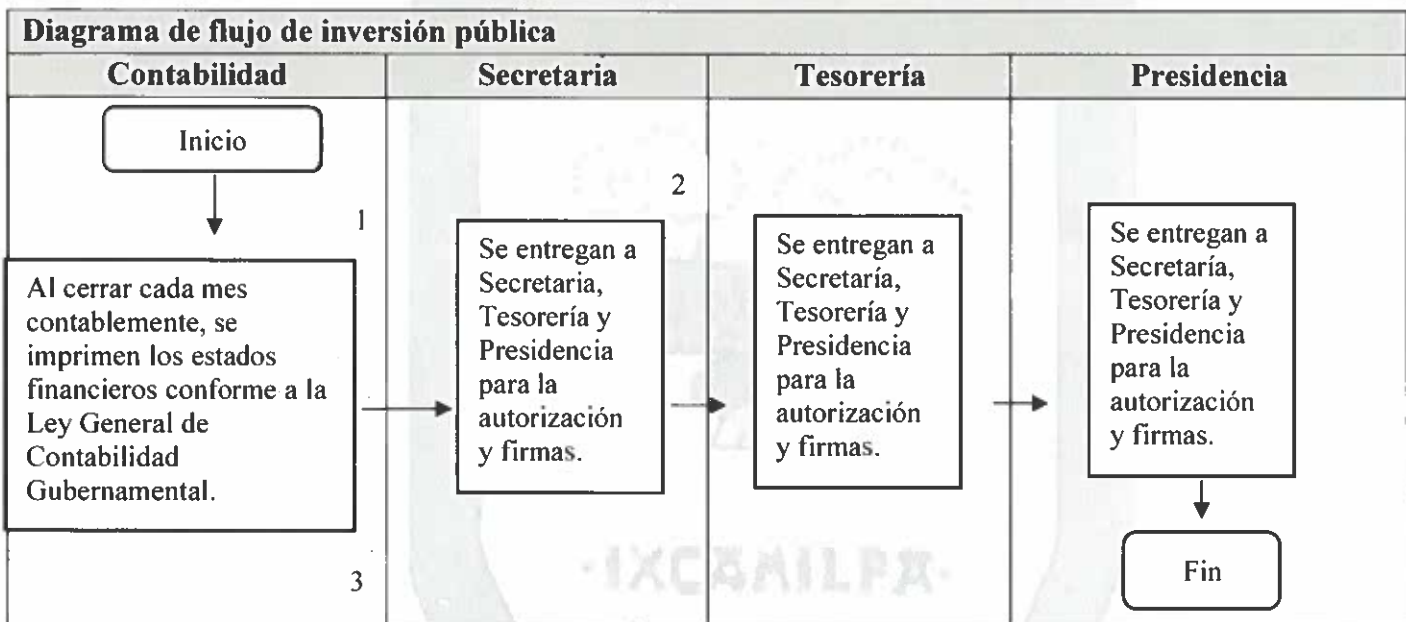 Diagrama de flujo de inversión pública
Contabilidad
Secretaria
Tesorería
Presidencia
Inicio
1
Al cerrar cada mes
contablemente, se
imprimen los estados
financieros conforme a la
Ley General de
Contabilidad
Gubernamental.
3
2
Se entregan a
Secretaria,
Tesorería y
Presidencia
para la
autorización
y firmas.
Se entregan a
Secretaría,
Tesorería y
Presidencia
para la
autorización
y firmas.
Se entregan a
Secretaría,
Tesorería y
Presidencia
para la
autorización
y firmas.
Fin
·IXCAMILPA·